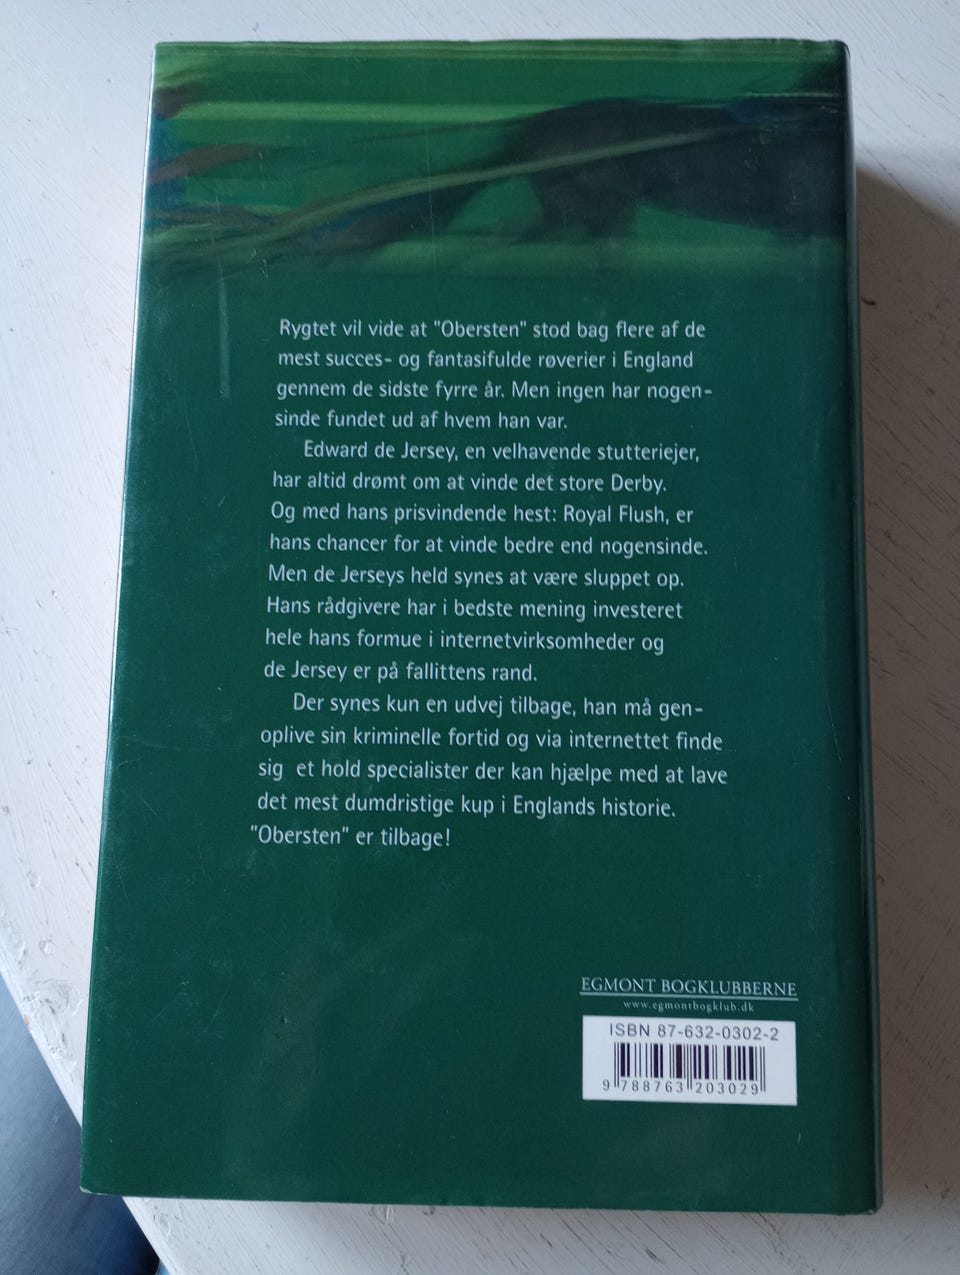 Rygtet vil vide at "Obersten" stod bag flere af de
mest succes- og fantasifulde røverier i England
gennem de sidste fyrre år. Men ingen har nogen-
sinde fundet ud af hvem han var.
Edward de Jersey, en velhavende stutteriejer,
har altid drømt om at vinde det store Derby.
Og med hans prisvindende hest: Royal Flush, er
hans chancer for at vinde bedre end nogensinde.
Men de Jerseys held synes at være sluppet op.
Hans rådgivere har i bedste mening investeret
hele hans formue i internetvirksomheder og
de Jersey er på fallittens rand.
Der synes kun en udvej tilbage, han må gen-
oplive sin kriminelle fortid og via internettet finde
sig et hold specialister der kan hjælpe med at lave
det mest dumdristige kup i Englands historie.
"Obersten" er tilbage!
EGMONT BOGKLUBBERNE
www.egmontbogklub.dk
ISBN 87-632-0302-2
9 788763 203029